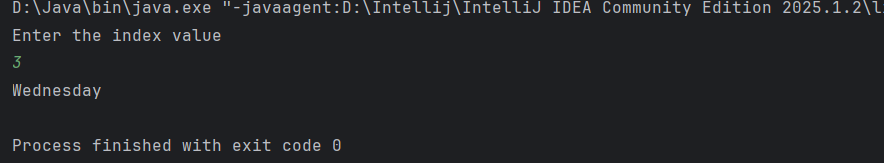 D:\Java\bin\java.exe "-javaagent:D:\Intellij\IntelliJ IDEA Community Edition 2025.1.2\l
Enter the index value
3
Wednesday
Process finished with exit code 0